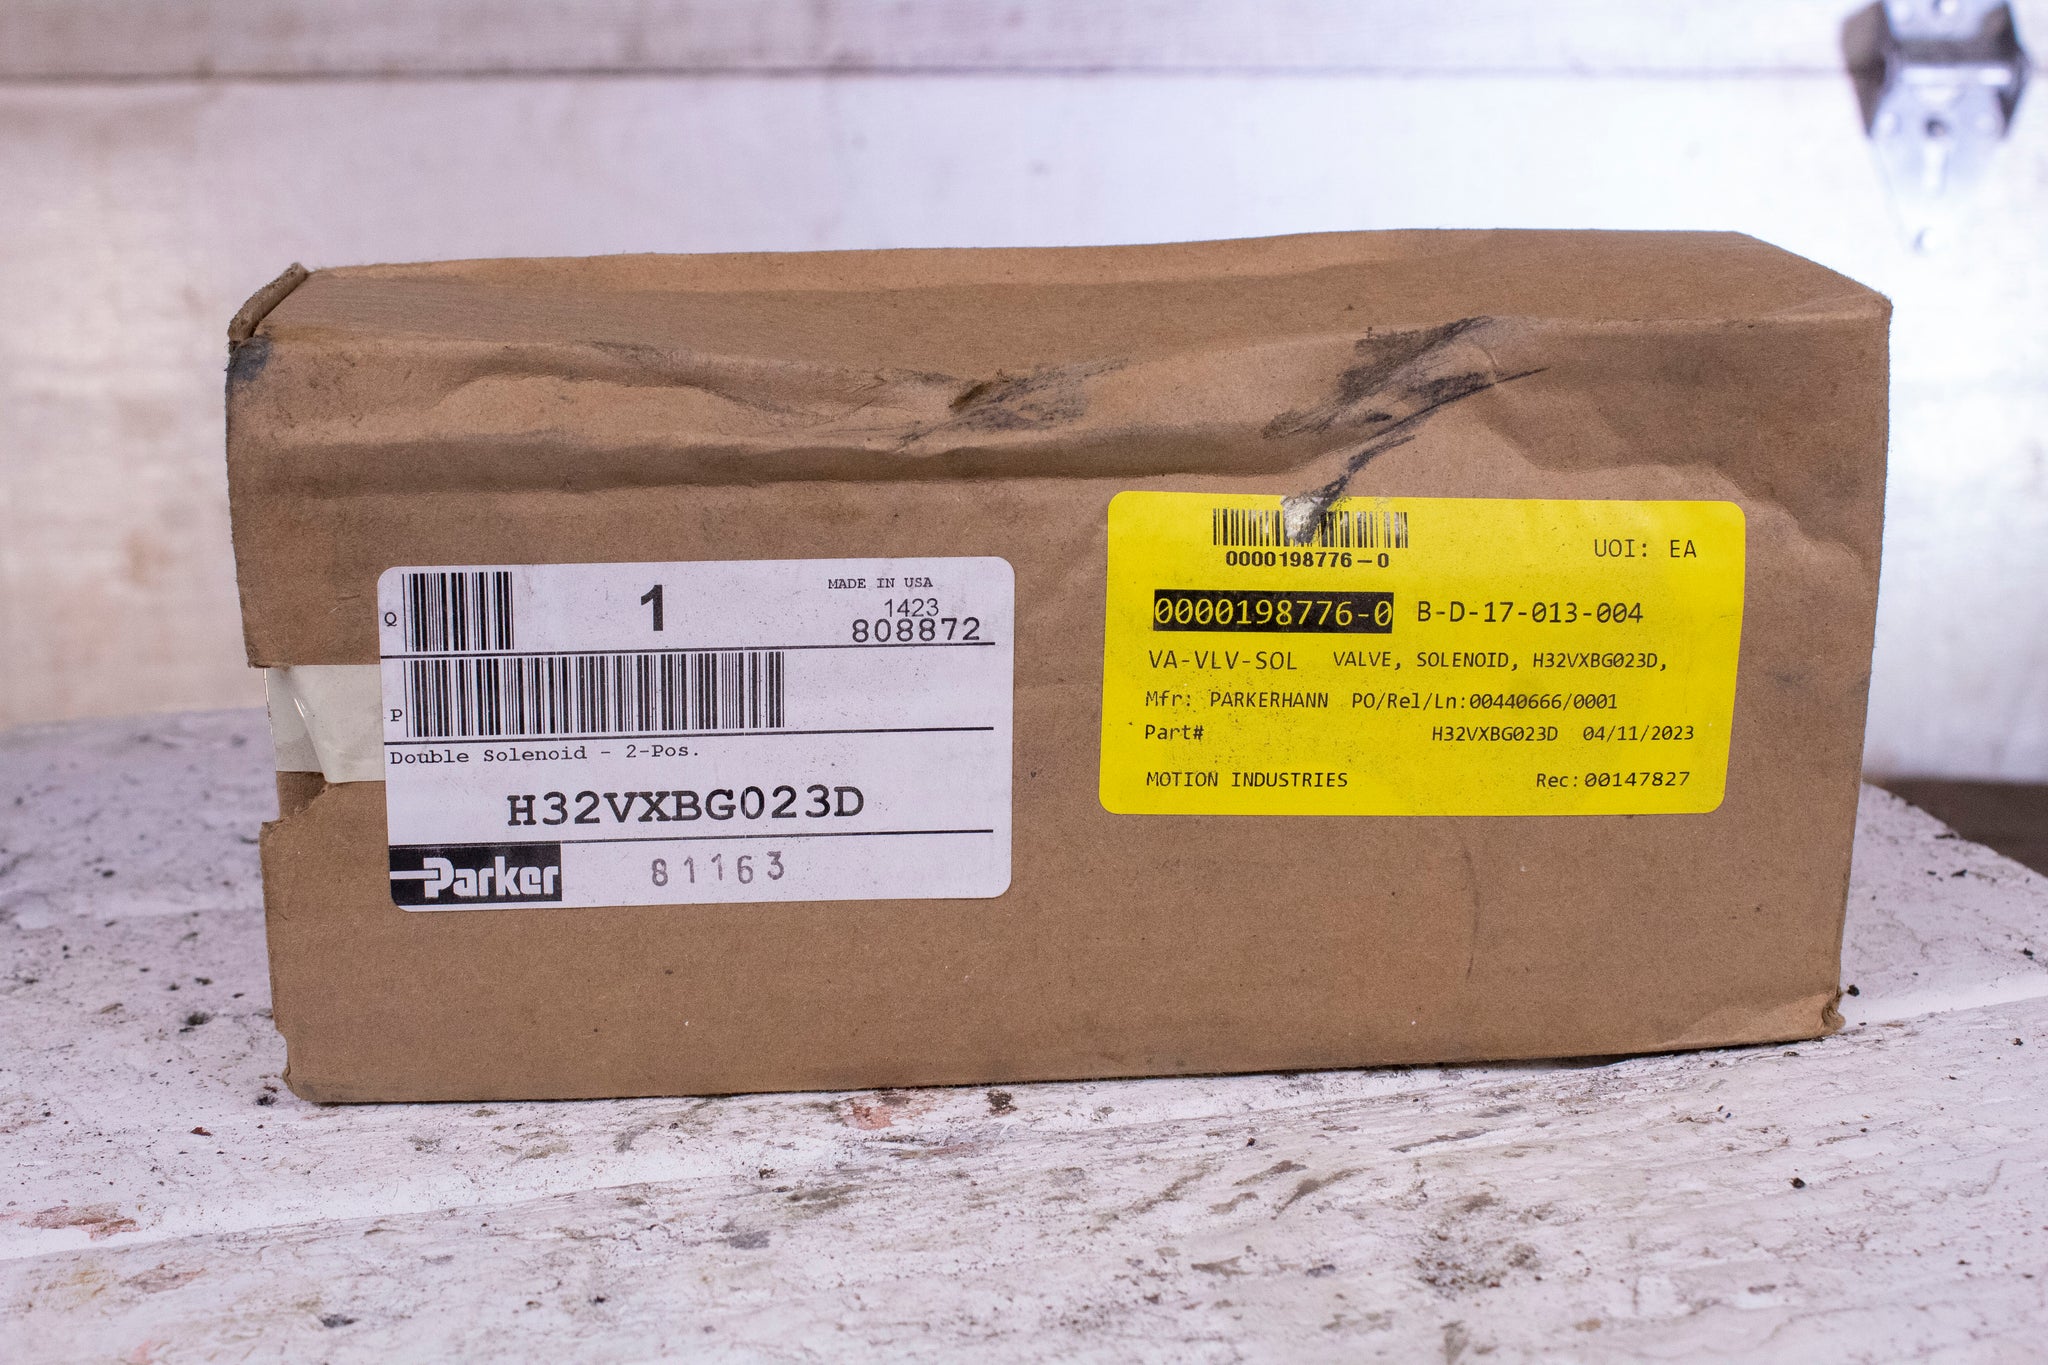 Q
1
MADE IN USA
1423
808872
P
Double Solenoid - 2-Pos.
H32VXBG023D
Parker
81163
0000198776-0
UOI: EA
0000198776-0 B-D-17-013-004
VA-VLV-SOL VALVE, SOLENOID, H32VXBG023D,
Mfr: PARKERHANN PO/Rel/Ln:00440666/0001
Part# H32VXBG023D 04/11/2023
MOTION INDUSTRIES Rec:00147827